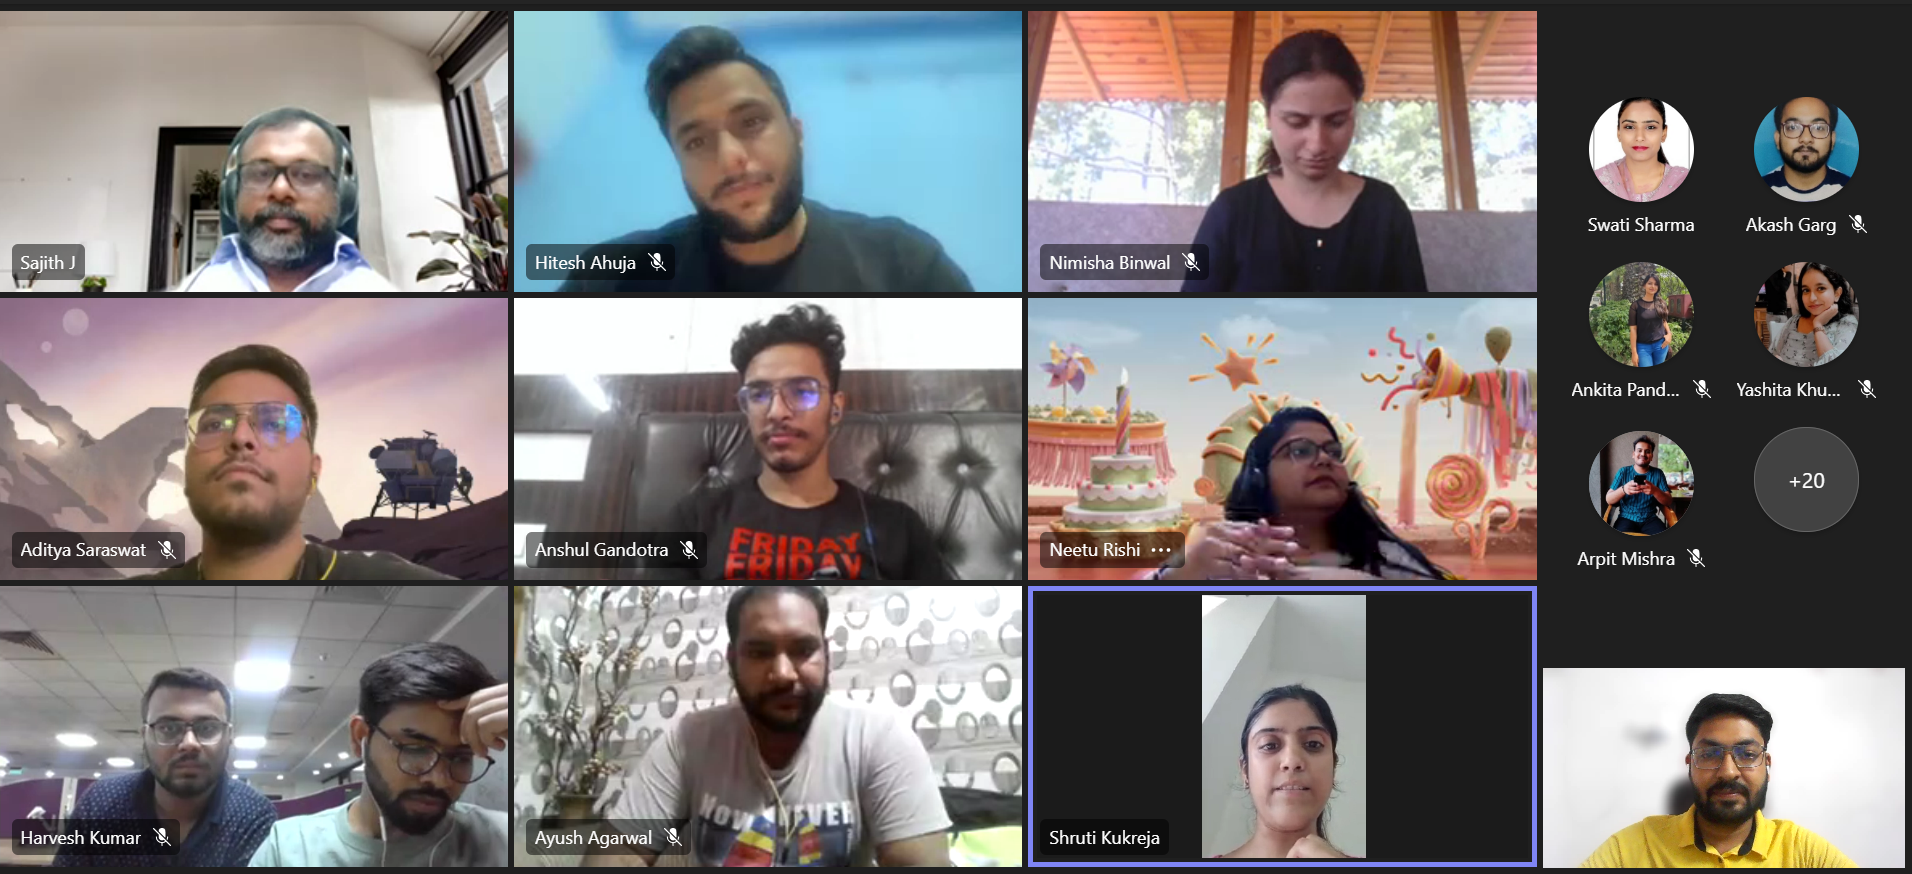 Sajith J
Hitesh Ahuja
Nimisha Binwal
Swati Sharma
Akash Garg
Ankita Pand...
Yashita Khu...
Aditya Saraswat
Anshul Gandotra
FRIDAY
FRIDAY
Neetu Rishi
Arpit Mishra
+20
Harvesh Kumar
Ayush Agarwal
Shruti Kukreja